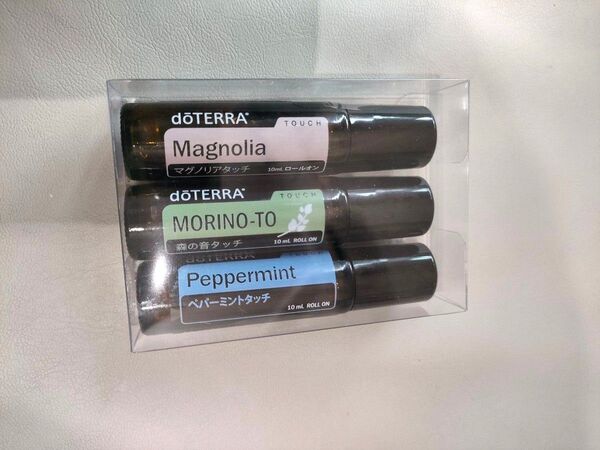 dōTERRA®
TOUCH
Magnolia
マグノリアタッチ 10mL ロールオン
dōTERRA®
TOUCH
MORINO-TO
森の音タッチ 10 mL ROLL ON
dōTERRA
Peppermint
ペパーミントタッチ
10 mL ROLL ON